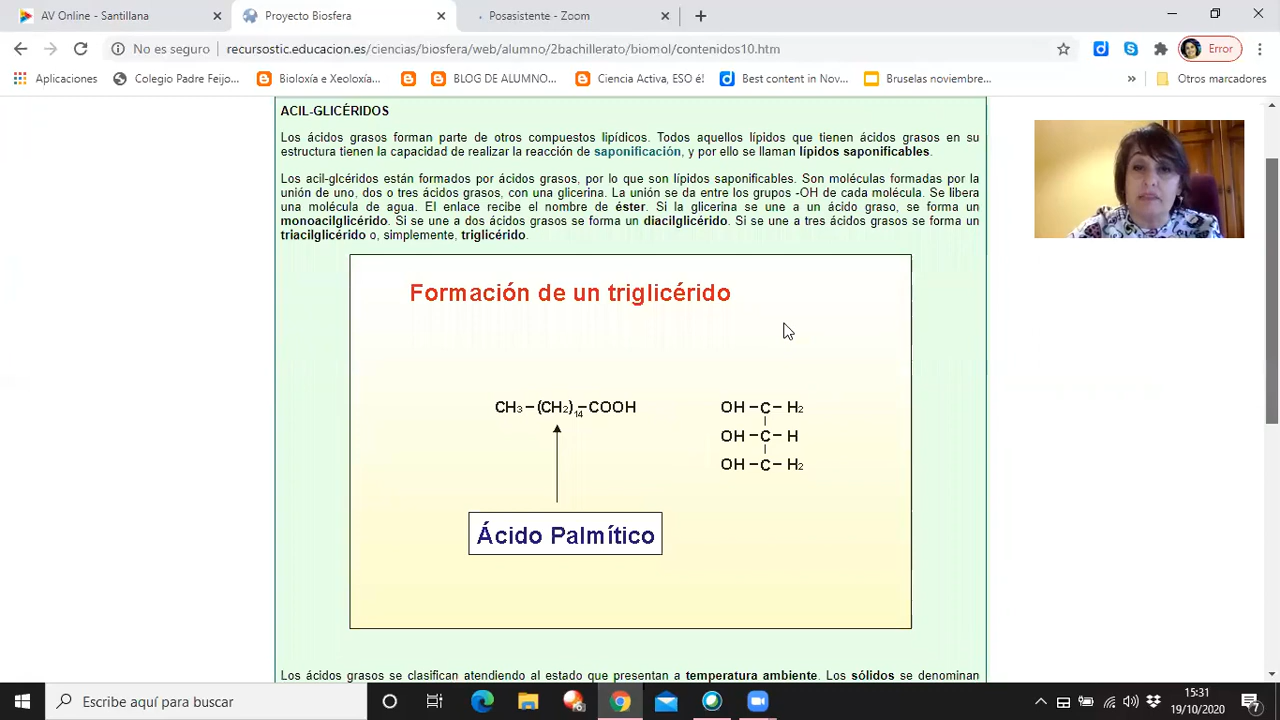 AV Online - Santillana
Proyecto Biosfera
Posasistente - Zoom
No es seguro
recursostic.educacion.es/ciencias/biosfera/web/alumno/2bachillerato/biomol/contenidos10.htm
Error
Aplicaciones
Colegio Padre Feijo...
Bioloxía e Xeoloxía...
BLOG DE ALUMNO...
Ciencia Activa, ESO é!
Best content in Nov...
Bruselas noviembre...
»
Otros marcadores
ACIL-GLICÉRIDOS
Los ácidos grasos forman parte de otros compuestos lipídicos. Todos aquellos lípidos que tienen ácidos grasos en su
estructura tienen la capacidad de realizar la reacción de saponificación, y por ello se llaman lípidos saponificables.
Los acil-glcéridos están formados por ácidos grasos, por lo que son lípidos saponificables. Son moléculas formadas por la
unión de uno, dos o tres ácidos grasos, con una glicerina. La unión se da entre los grupos -OH de cada molécula. Se libera
una molécula de agua. El enlace recibe el nombre de éster. Si la glicerina se une a un ácido graso, se forma un
monoacilglicérido. Si se une a dos ácidos grasos se forma un diacilglicérido. Si se une a tres ácidos grasos se forma un
triacilglicérido o, simplemente, triglicérido.
Formación de un triglicérido
CH₃–(CH₂)₁₄–COOH
OH – C – H₂
OH – C – H
OH – C – H₂
Ácido Palmítico
Los ácidos grasos se clasifican atendiendo al estado que presentan a temperatura ambiente. Los sólidos se denominan
Escribe aquí para buscar
15:31
19/10/2020
7